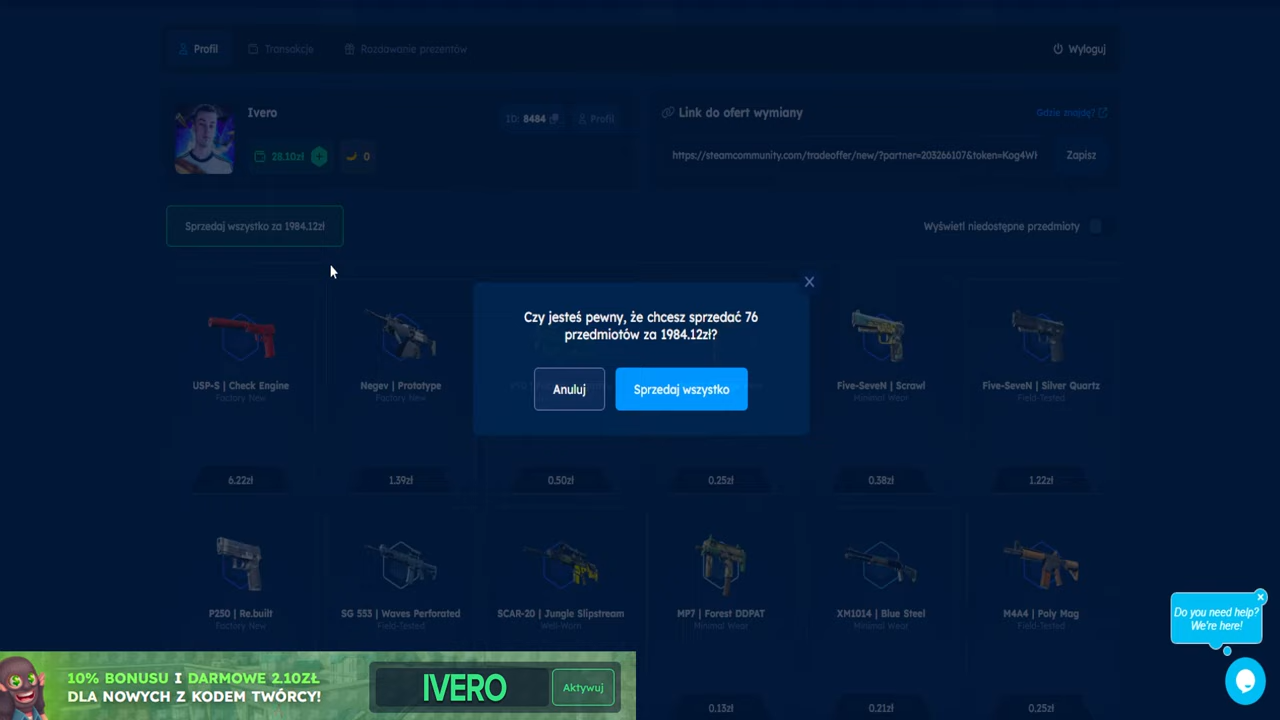 Profil
Transakcje
Rozdawanie prezentów
Wyloguj
Ivero
ID: 8484
Profil
28.10zł
0
Link do ofert wymiany
Gdzie znajdę?
https://steamcommunity.com/tradeoffer/new/?partner=203266107&token=Kog4W
Zapisz
Sprzedaj wszystko za 1984.12zł
Wyświetl niedostępne przedmioty
X
Czy jesteś pewny, że chcesz sprzedać 76
przedmiotów za 1984.12zł?
Anuluj
Sprzedaj wszystko
USP-S | Check Engine
Factory New
6.22zł
Negev | Prototype
Factory New
1.39zł
0.50zł
0.25zł
Five-SeveN | Scrawl
Minimal Wear
0.38zł
Five-SeveN | Silver Quartz
Field-Tested
1.22zł
P250 | Re.built
Factory New
SG 553 | Waves Perforated
Field-Tested
SCAR-20 | Jungle Slipstream
Well-Worn
MP7 | Forest DDPAT
Minimal Wear
0.13zł
XM1014 | Blue Steel
Minimal Wear
0.21zł
M4A4 | Poly Mag
Field-Tested
0.25zł
10% BONUSU I DARMOWE 2.10ZŁ
DLA NOWYCH Z KODEM TWÓRCY!
IVERO
Aktywuj
Do you need help?
We're here!